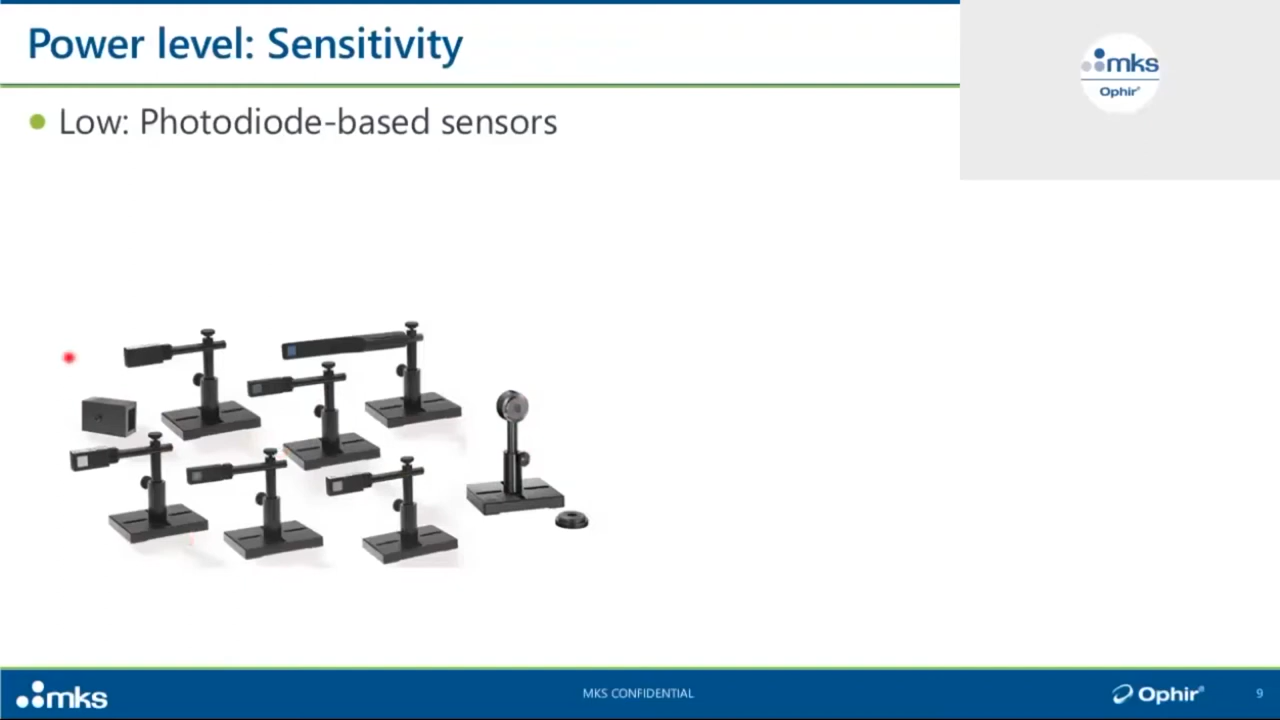 Power level: Sensitivity
mks
Ophir®
Low: Photodiode-based sensors
mks
MKS CONFIDENTIAL
Ophir®
9